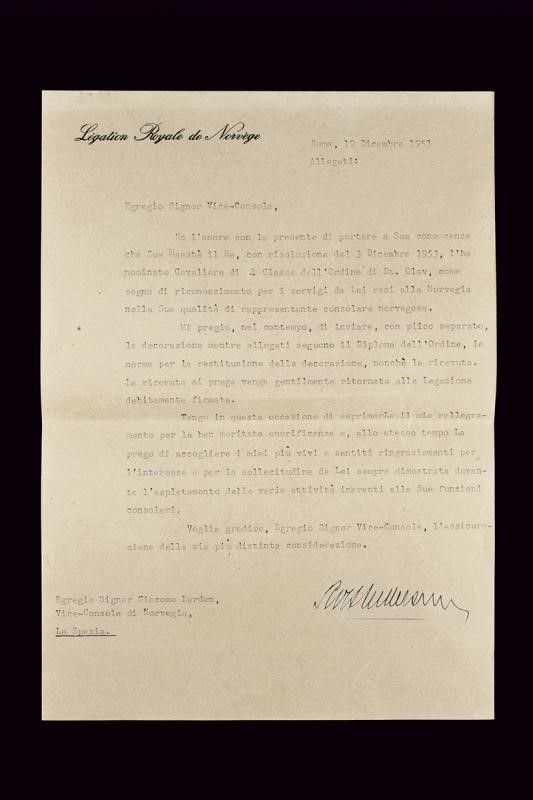 Légation Royale de Norvège
Roma, 19 Dicembre 1953
Allegati:
Egregio Signor Vice-Console,
Ho l'onore con la presente di portare a Sua conoscenza
che Sua Maestà il Re, con risoluzione del 3 Dicembre 1953, l'ha
nominato Cavaliere di 2 Classe dell'Ordine di St. Olav, come
segno di riconoscimento per i servigi da Lei resi alla Norvegia
nella Sua qualità di rappresentante consolare norvegese.
Mi pregio, nel contempo, di inviare, con plico separato,
la decorazione mentre allegati seguono il Diploma dell'Ordine, le
norme per la restituzione della decorazione, nonchè la ricevuta.
La ricevuta si prega venga gentilmente ritornata alla Legazione
debitamente firmata.
Tengo in questa occasione di esprimerLe il mio rallegra-
mento per la ben meritata onorificenza e, allo stesso tempo La
prego di accogliere i miei più vivi e sentiti ringraziamenti per
l'interesse e per la sollecitudine da Lei sempre dimostrata duran-
te l'espletamento delle varie attività inerenti alle Sue funzioni
consolari.
Voglia gradire, Egregio Signor Vice-Console, l'assicura-
zione della mia più distinta considerazione.
Egregio Signor Giacomo Lardon,
Vice-Console di Norvegia,
La Spezia.